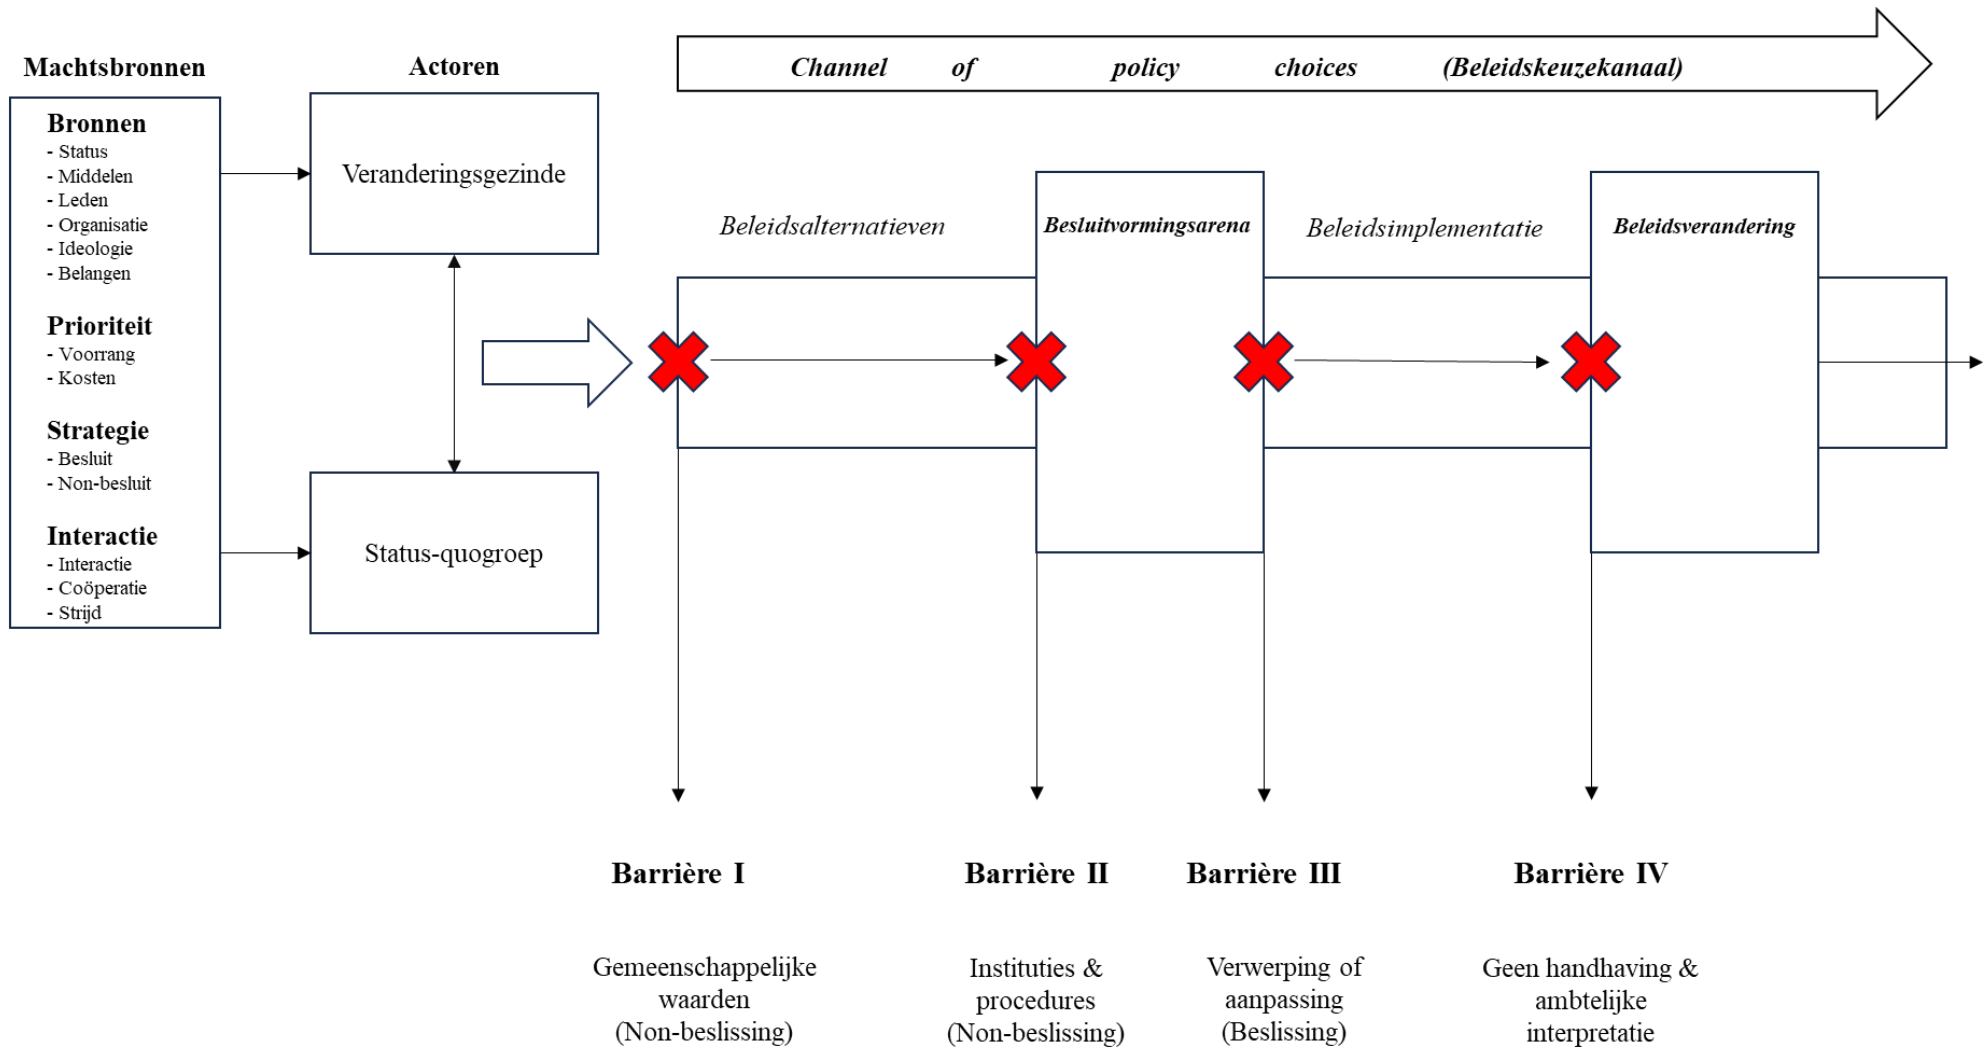 Machtsbronnen
Bronnen
- Status
- Middelen
- Leden
- Organisatie
- Ideologie
- Belangen
Prioriteit
- Voorrang
- Kosten
Strategie
- Besluit
- Non-besluit
Interactie
- Interactie
- Coöperatie
- Strijd
Actoren
Veranderingsgezinde
Status-quogroep
Channel of policy choices (Beleidskeuzekanaal)
Beleidsalternatieven
Besluitvormingsarena
Beleidsimplementatie
Beleidsverandering
Barrière I
Gemeenschappelijke
waarden
(Non-beslissing)
Barrière II
Instituties &
procedures
(Non-beslissing)
Barrière III
Verwerping of
aanpassing
(Beslissing)
Barrière IV
Geen handhaving &
ambtelijke
interpretatie